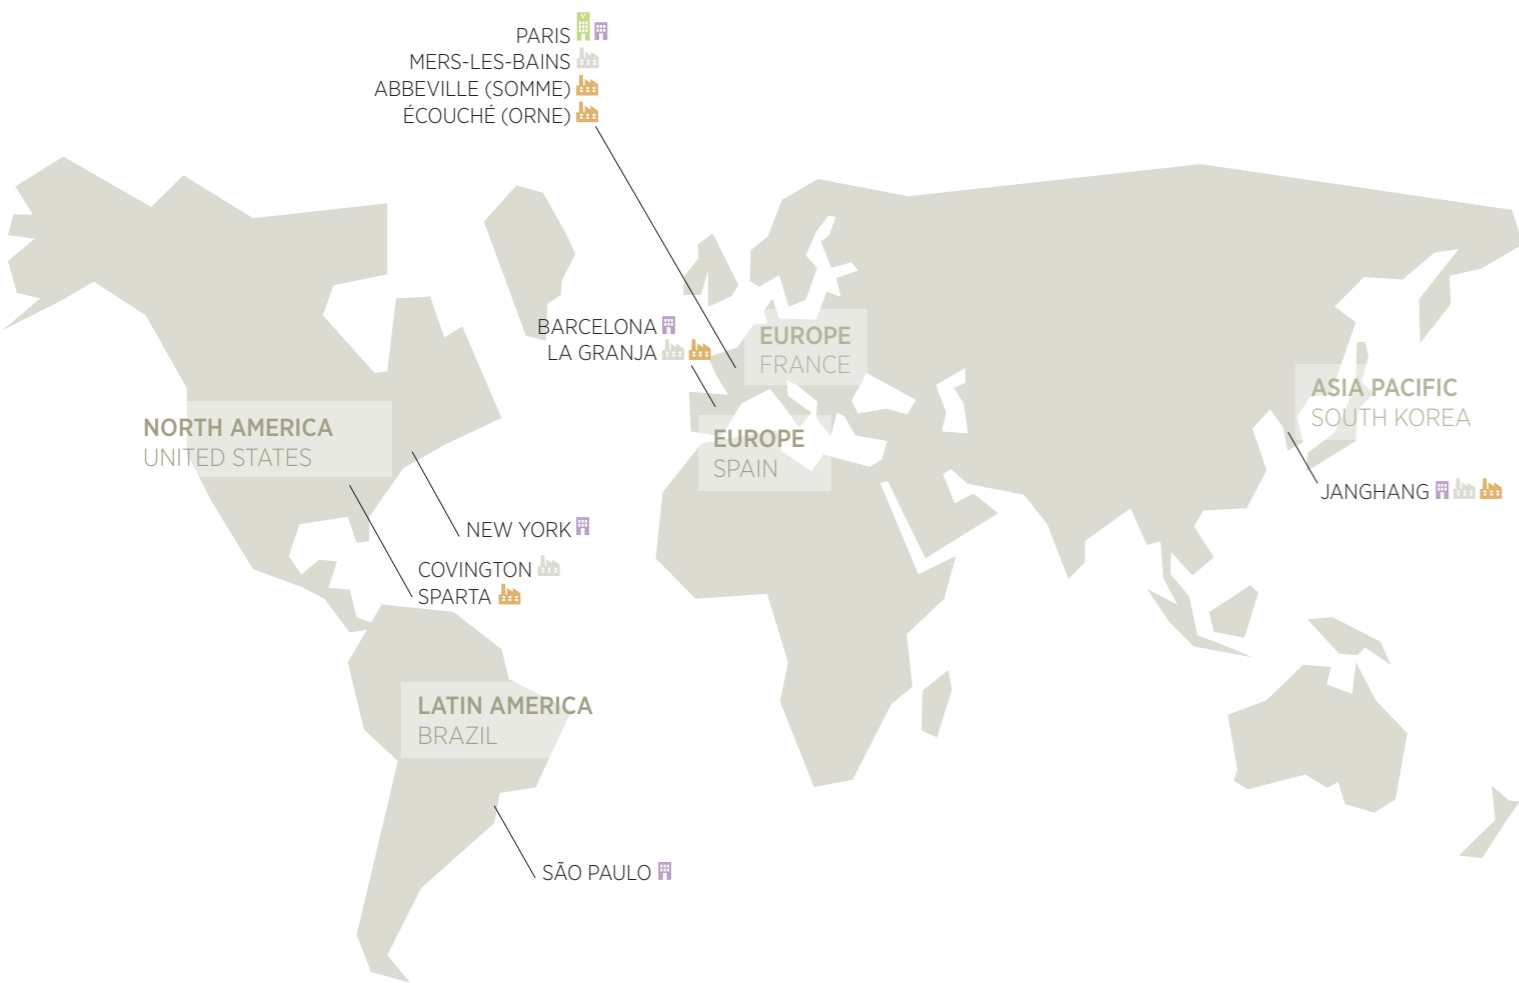 PARIS
MERS-LES-BAINS
ABBEVILLE (SOMME)
ÉCOUCHÉ (ORNE)
BARCELONA
LA GRANJA
EUROPE
FRANCE
EUROPE
SPAIN
ASIA PACIFIC
SOUTH KOREA
JANGHANG
NORTH AMERICA
UNITED STATES
NEW YORK
COVINGTON
SPARTA
LATIN AMERICA
BRAZIL
SÃO PAULO